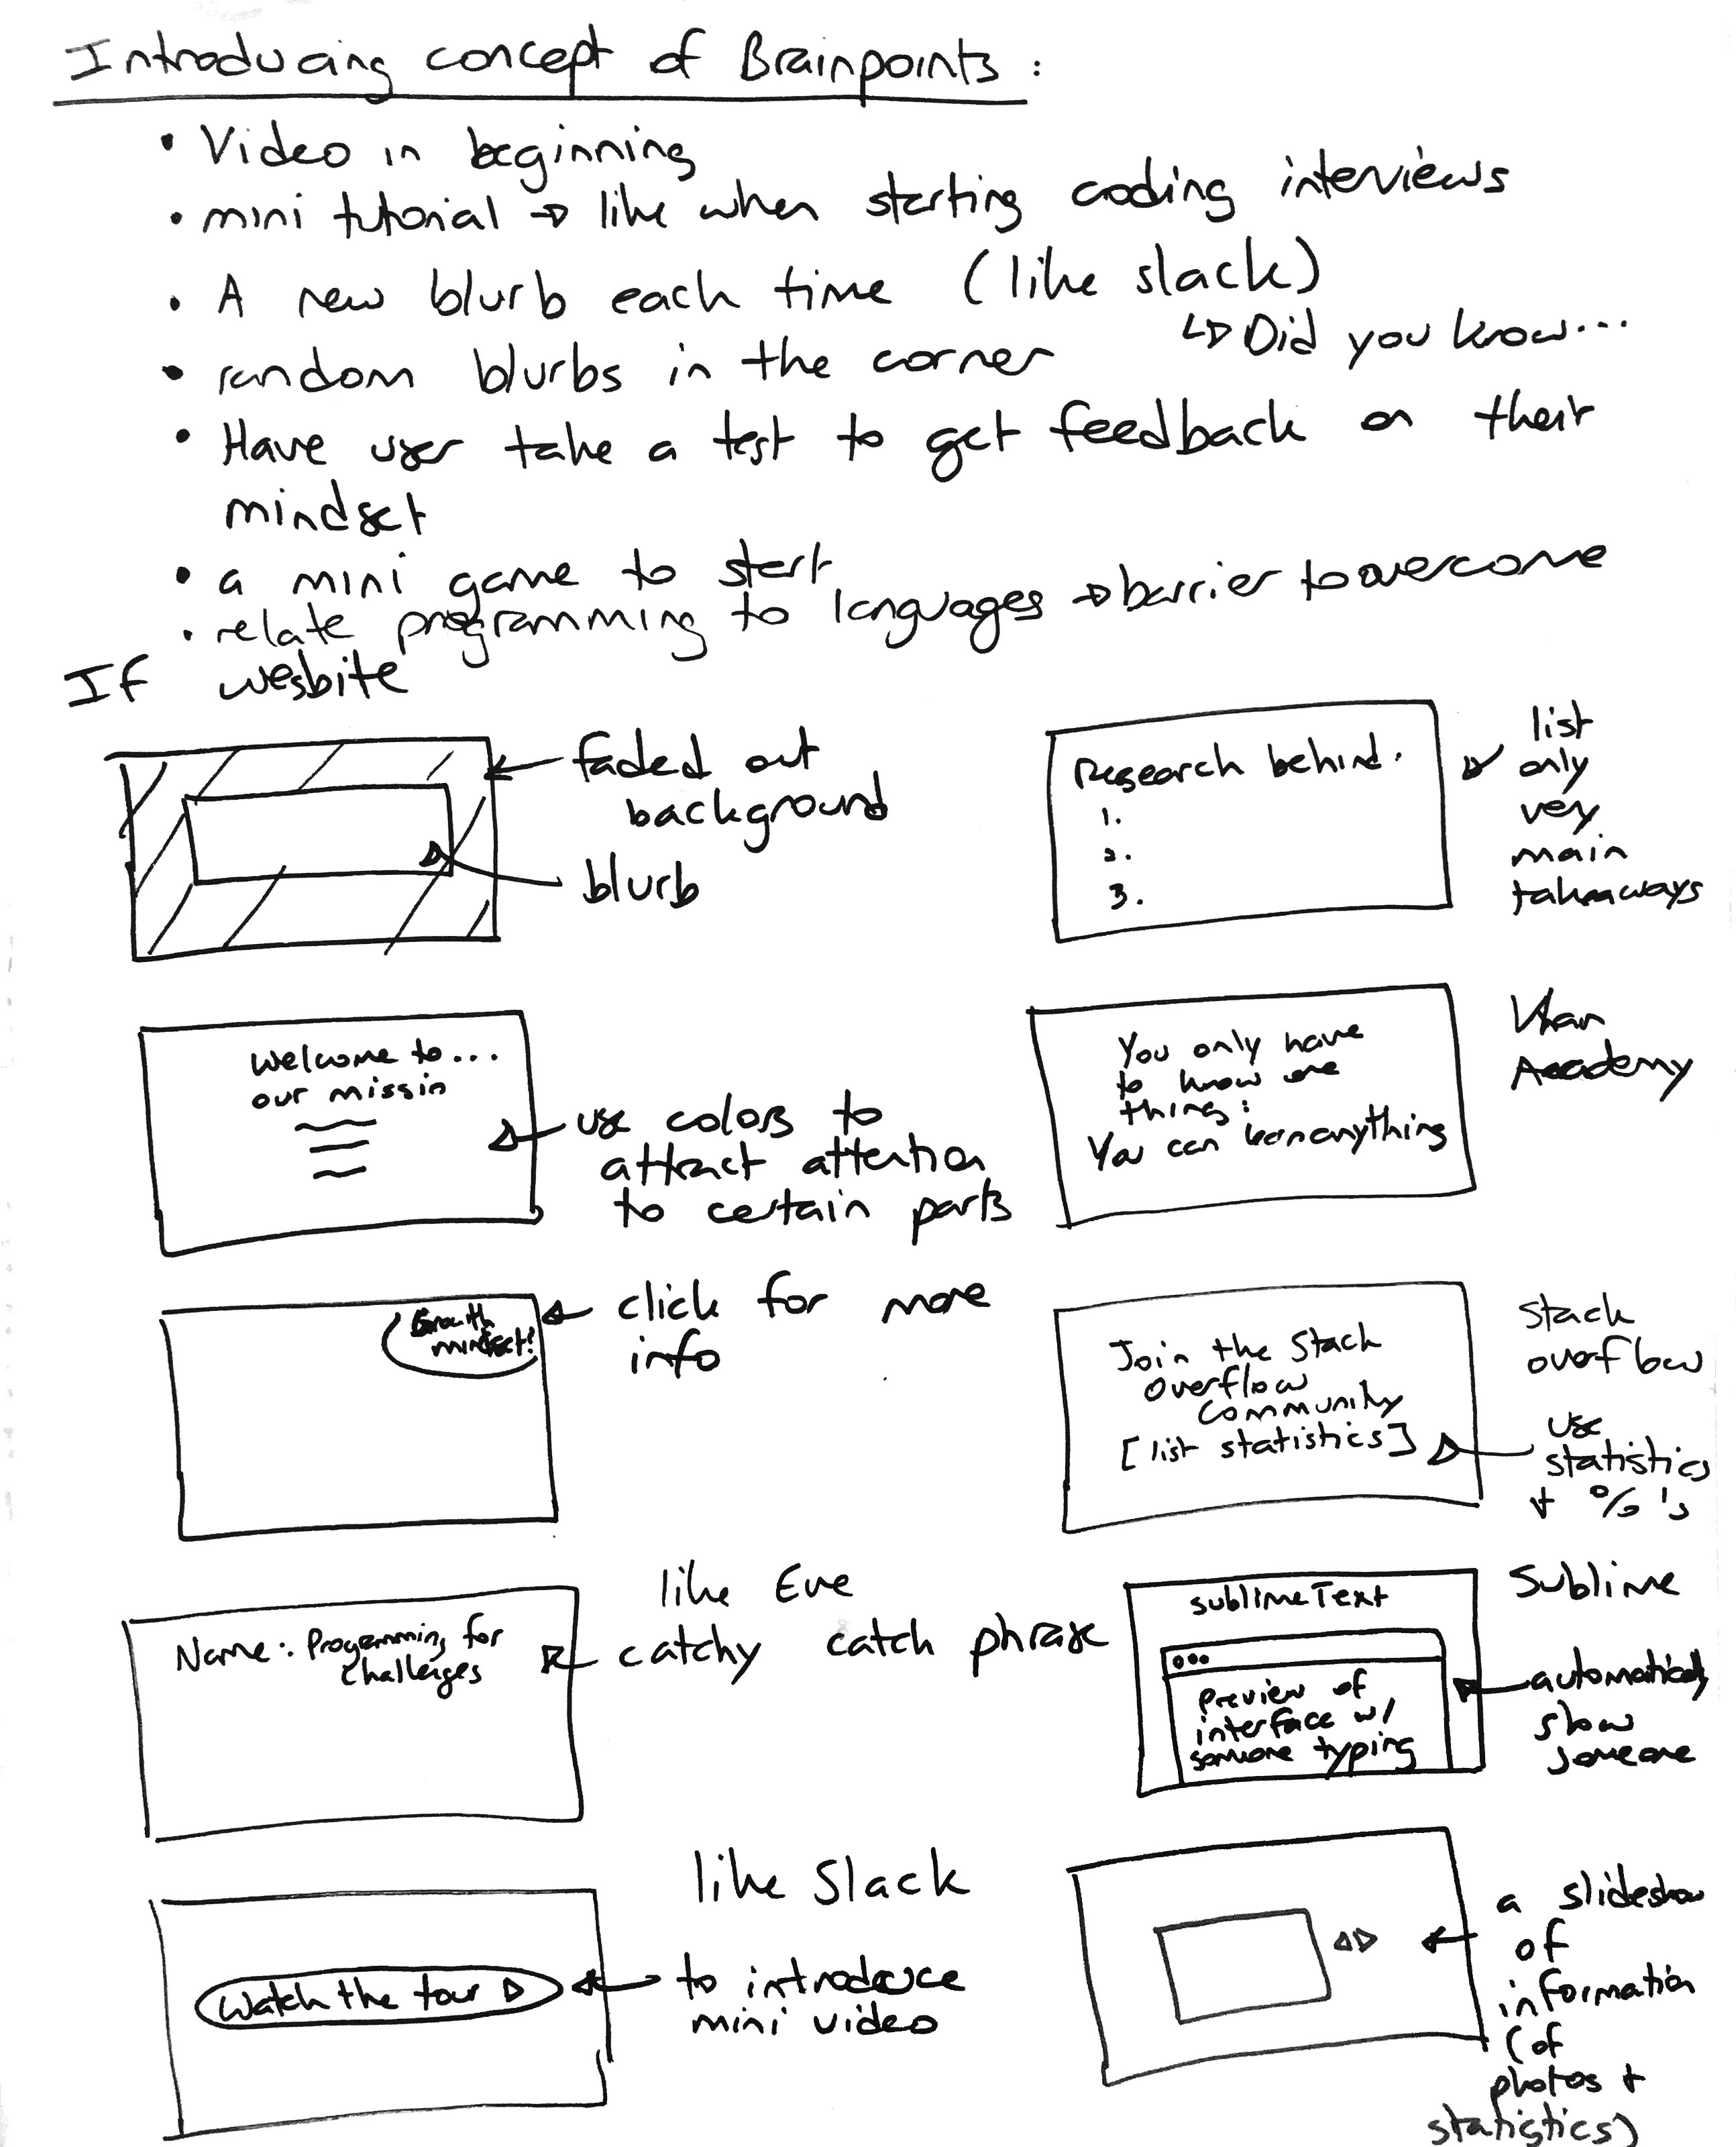 Introducing concept of Brainpoints :
• Video in beginning
• mini tutorial → like when starting coding interviews
• A new blurb each time (like slack)
↳ Did you know...
• random blurbs in the corner
• Have user take a test to get feedback on their
mindset
• a mini game to start
• relate programming to languages → barrier to overcome
If wesbite
faded out
background
blurb
Research behind.
1.
2.
3.
list
only
vey
main
takeaways
Welcome to...
our missin
use colors to
attract attention
to certain parts
You only have
to know one
thing:
You can learn anything
Khan
Academy
Growth
mindset!
click for more
info
Join the Stack
Overflow
Community
[list statistics]
Stack
overflow
use
statistics
+ %'s
Name: Progamming for
Challenges
like Eve
catchy catch phrase
sublime Text
preview of
interface w/
someone typing
Sublime
automatically
show
someone
Watch the tour ▷
like Slack
to introduce
mini video
a slideshow
of
information
(of
photos +
statistics)